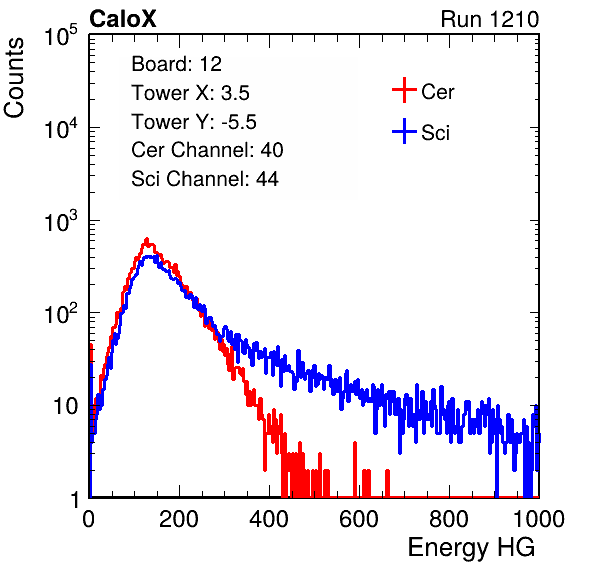 CaloX Run 1210
Counts
Board: 12
Tower X: 3.5
Tower Y: -5.5
Cer Channel: 40
Sci Channel: 44
Cer
Sci
10^5
10^4
10^3
10^2
10
1
0 200 400 600 800 1000
Energy HG